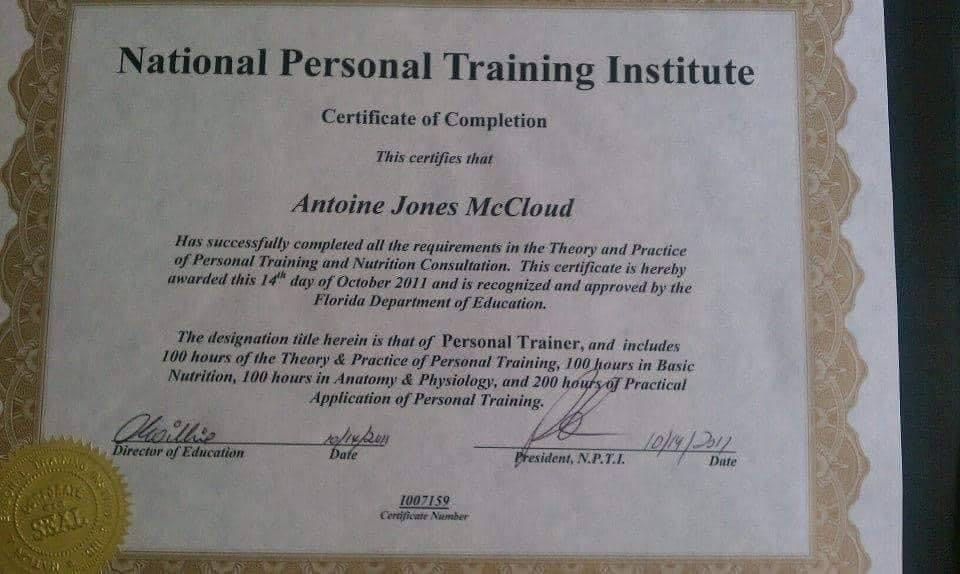 National Personal Training Institute
Certificate of Completion
This certifies that
Antoine Jones McCloud
Has successfully completed all the requirements in the Theory and Practice
of Personal Training and Nutrition Consultation. This certificate is hereby
awarded this 14th day of October 2011 and is recognized and approved by the
Florida Department of Education.
The designation title herein is that of Personal Trainer, and includes
100 hours of the Theory & Practice of Personal Training, 100 hours in Basic
Nutrition, 100 hours in Anatomy & Physiology, and 200 hours of Practical
Application of Personal Training.
10/14/2011 10/14/2011
Director of Education Date President, N.P.T.I. Date
1007159
Certificate Number
SEAL